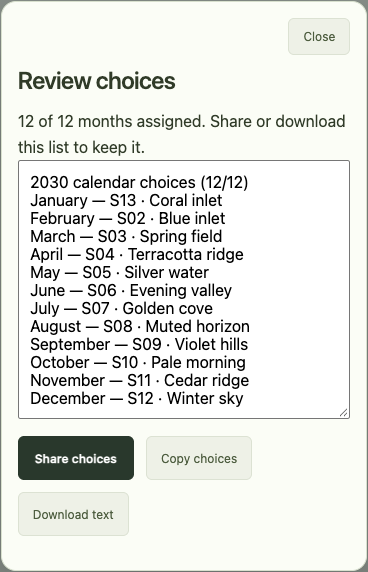 Close
Review choices
12 of 12 months assigned. Share or download
this list to keep it.
2030 calendar choices (12/12)
January — S13 · Coral inlet
February — S02 · Blue inlet
March — S03 · Spring field
April — S04 · Terracotta ridge
May — S05 · Silver water
June — S06 · Evening valley
July — S07 · Golden cove
August — S08 · Muted horizon
September — S09 · Violet hills
October — S10 · Pale morning
November — S11 · Cedar ridge
December — S12 · Winter sky
Share choices
Copy choices
Download text